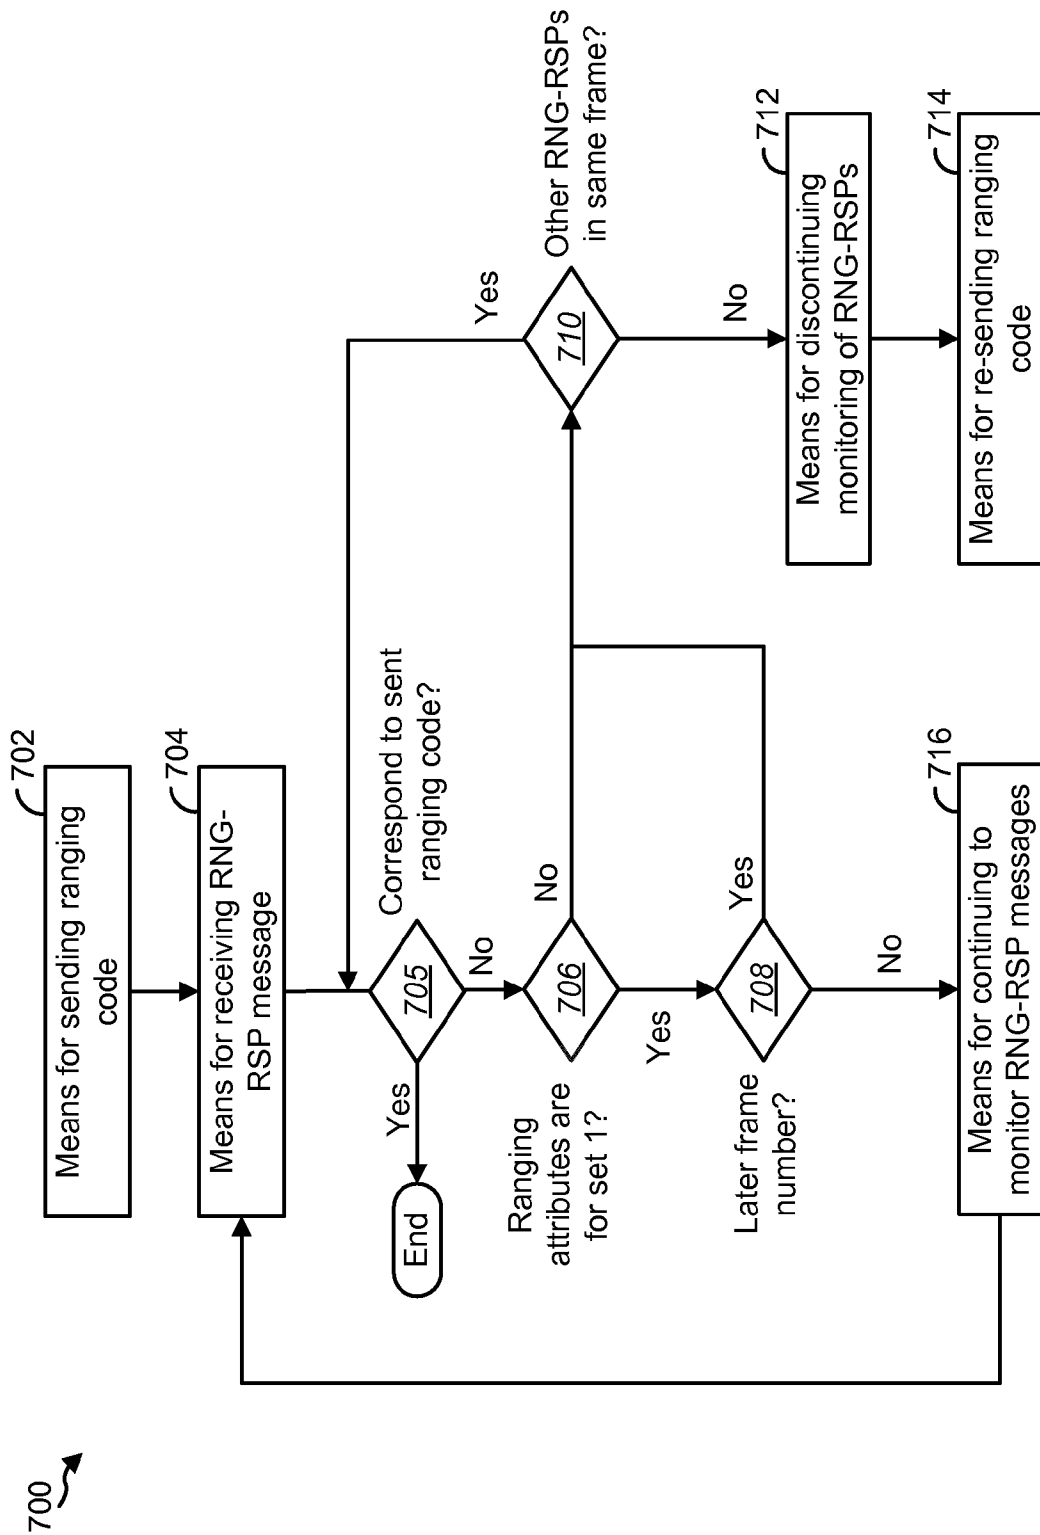 700
702
Means for sending ranging
code
704
Means for receiving RNG-
RSP message
Correspond to sent
ranging code?
705
Yes
End
No
Ranging
attributes are
for set 1?
706
No
Yes
Later frame
number?
708
Yes
No
716
Means for continuing to
monitor RNG-RSP messages
Other RNG-RSPs
in same frame?
710
Yes
No
712
Means for discontinuing
monitoring of RNG-RSPs
714
Means for re-sending ranging
code